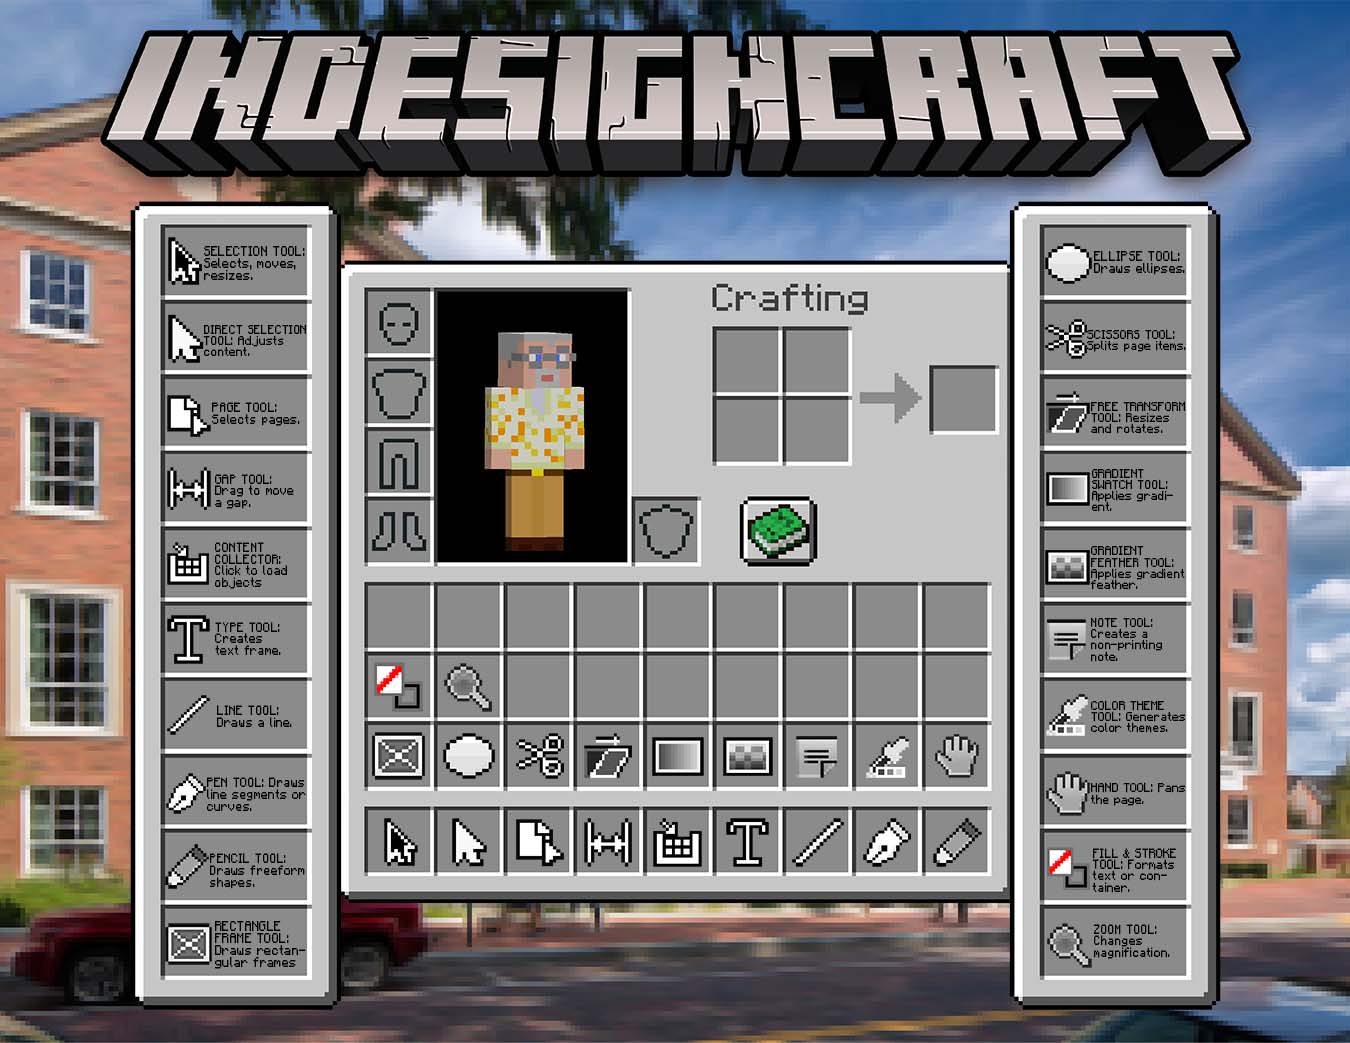 INDESIGNCRAFT
SELECTION TOOL:
Selects, moves,
resizes.
DIRECT SELECTION
TOOL: Adjusts
content.
PAGE TOOL:
Selects pages.
GAP TOOL:
Drag to move
a gap.
CONTENT
COLLECTOR:
Click to load
objects
TYPE TOOL:
Creates
text frame.
LINE TOOL:
Draws a line.
PEN TOOL: Draws
line segments or
curves.
PENCIL TOOL:
Draws freeform
shapes.
RECTANGLE
FRAME TOOL:
Draws rectan-
gular frames
Crafting
ELLIPSE TOOL:
Draws ellipses.
SCISSORS TOOL:
Splits page items.
FREE TRANSFORM
TOOL: Resizes
and rotates.
GRADIENT
SWATCH TOOL:
Applies gradi-
ent.
GRADIENT
FEATHER TOOL:
Applies gradient
feather.
NOTE TOOL:
Creates a
non-printing
note.
COLOR THEME
TOOL: Generates
color themes.
HAND TOOL: Pans
the page.
FILL & STROKE
TOOL: Formats
text or con-
tainer.
ZOOM TOOL:
Changes
magnification.